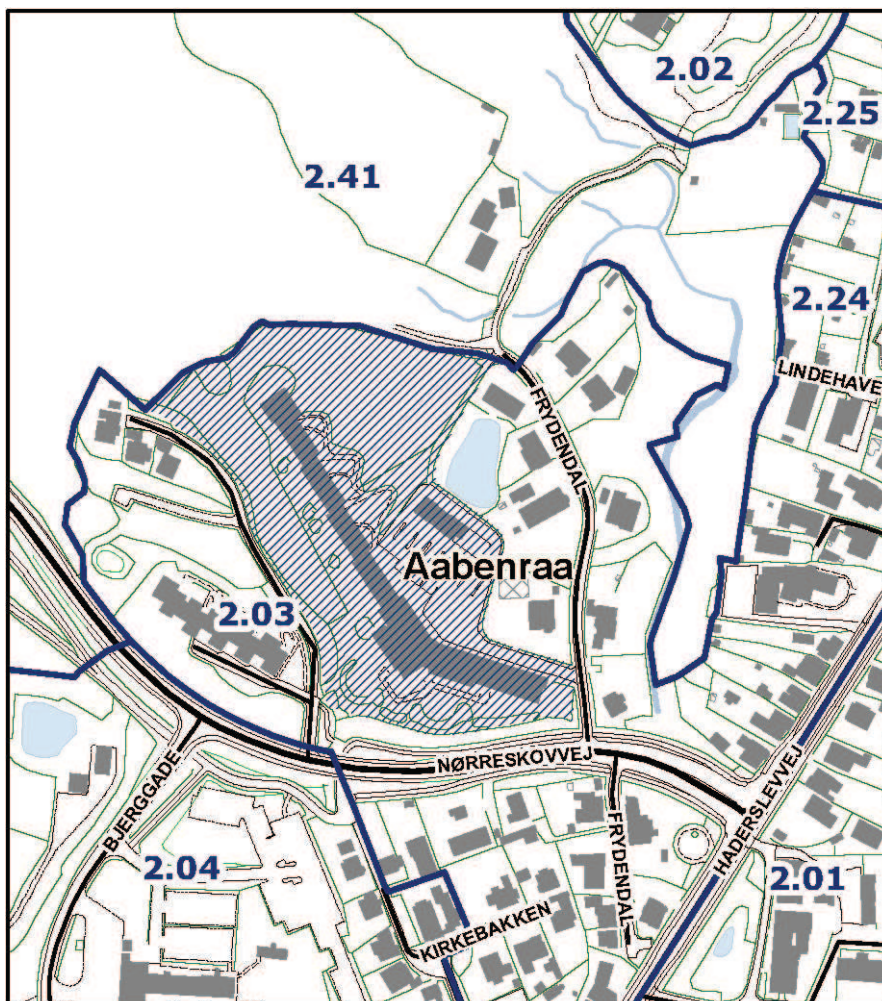 2.02
2.25
2.41
2.24
LINDEHAVE
FRYDENDAL
Aabenraa
2.03
NØRRESKOVVEJ
BJERGGADE
HADERSLEVVEJ
FRYDENDAL
2.04
2.01
KIRKEBAKKEN